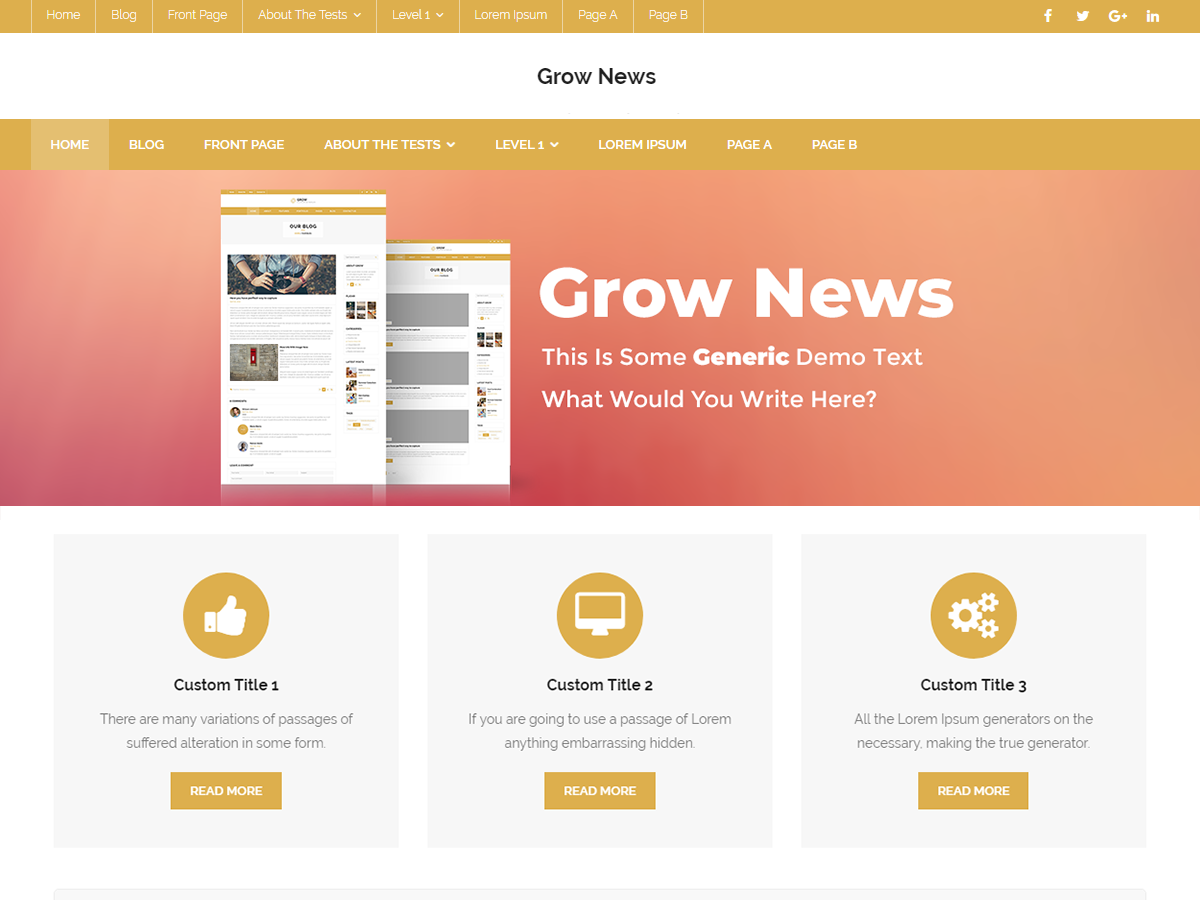 Home Blog Front Page About The Tests Level 1 Lorem Ipsum Page A Page B
Grow News
HOME BLOG FRONT PAGE ABOUT THE TESTS LEVEL 1 LOREM IPSUM PAGE A PAGE B
GROW
OUR BLOG
GROW
OUR BLOG
Grow News
This Is Some Generic Demo Text
What Would You Write Here?
Custom Title 1
There are many variations of passages of
suffered alteration in some form.
READ MORE
Custom Title 2
If you are going to use a passage of Lorem
anything embarrassing hidden.
READ MORE
Custom Title 3
All the Lorem Ipsum generators on the
necessary, making the true generator.
READ MORE